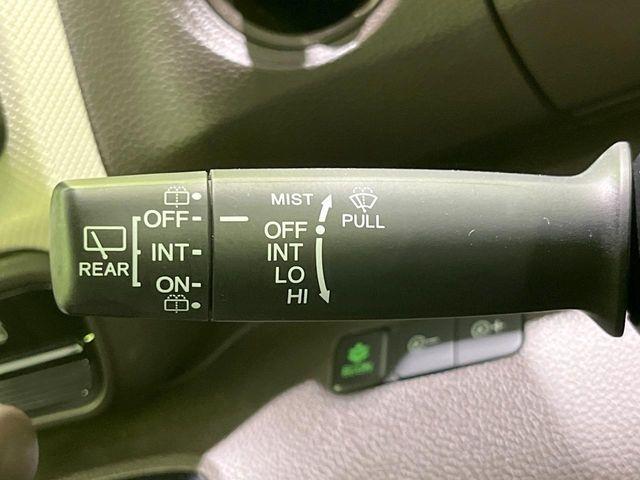 REAR
OFF
INT
ON
MIST
OFF
INT
LO
HI
PULL